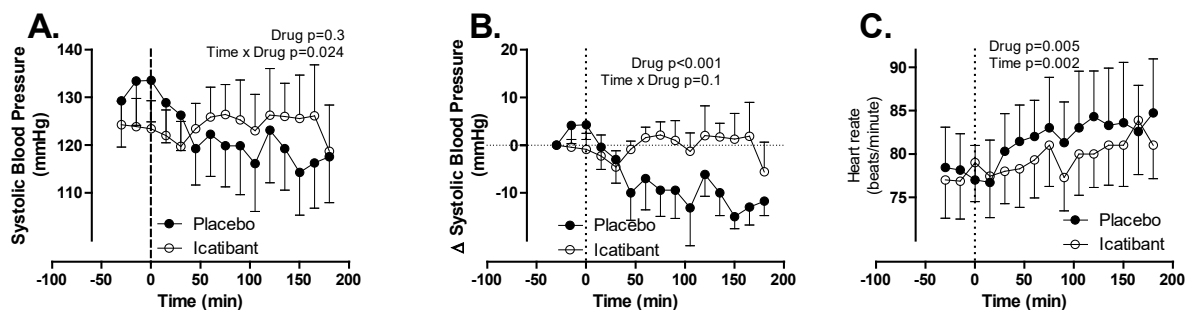 A.
Drug p=0.3
Time x Drug p=0.024
Systolic Blood Pressure
(mmHg)
140
130
120
110
Placebo
Icatibant
-100 -50 0 50 100 150 200
Time (min)
B.
Drug p<0.001
Time x Drug p=0.1
Δ Systolic Blood Pressure
(mmHg)
20
10
0
-10
Placebo
Icatibant
-100 -50 0 50 100 150 200
Time (min)
C.
Drug p=0.005
Time p=0.002
Heart reate
(beats/minute)
90
85
80
75
Placebo
Icatibant
-100 -50 0 50 100 150 200
Time (min)